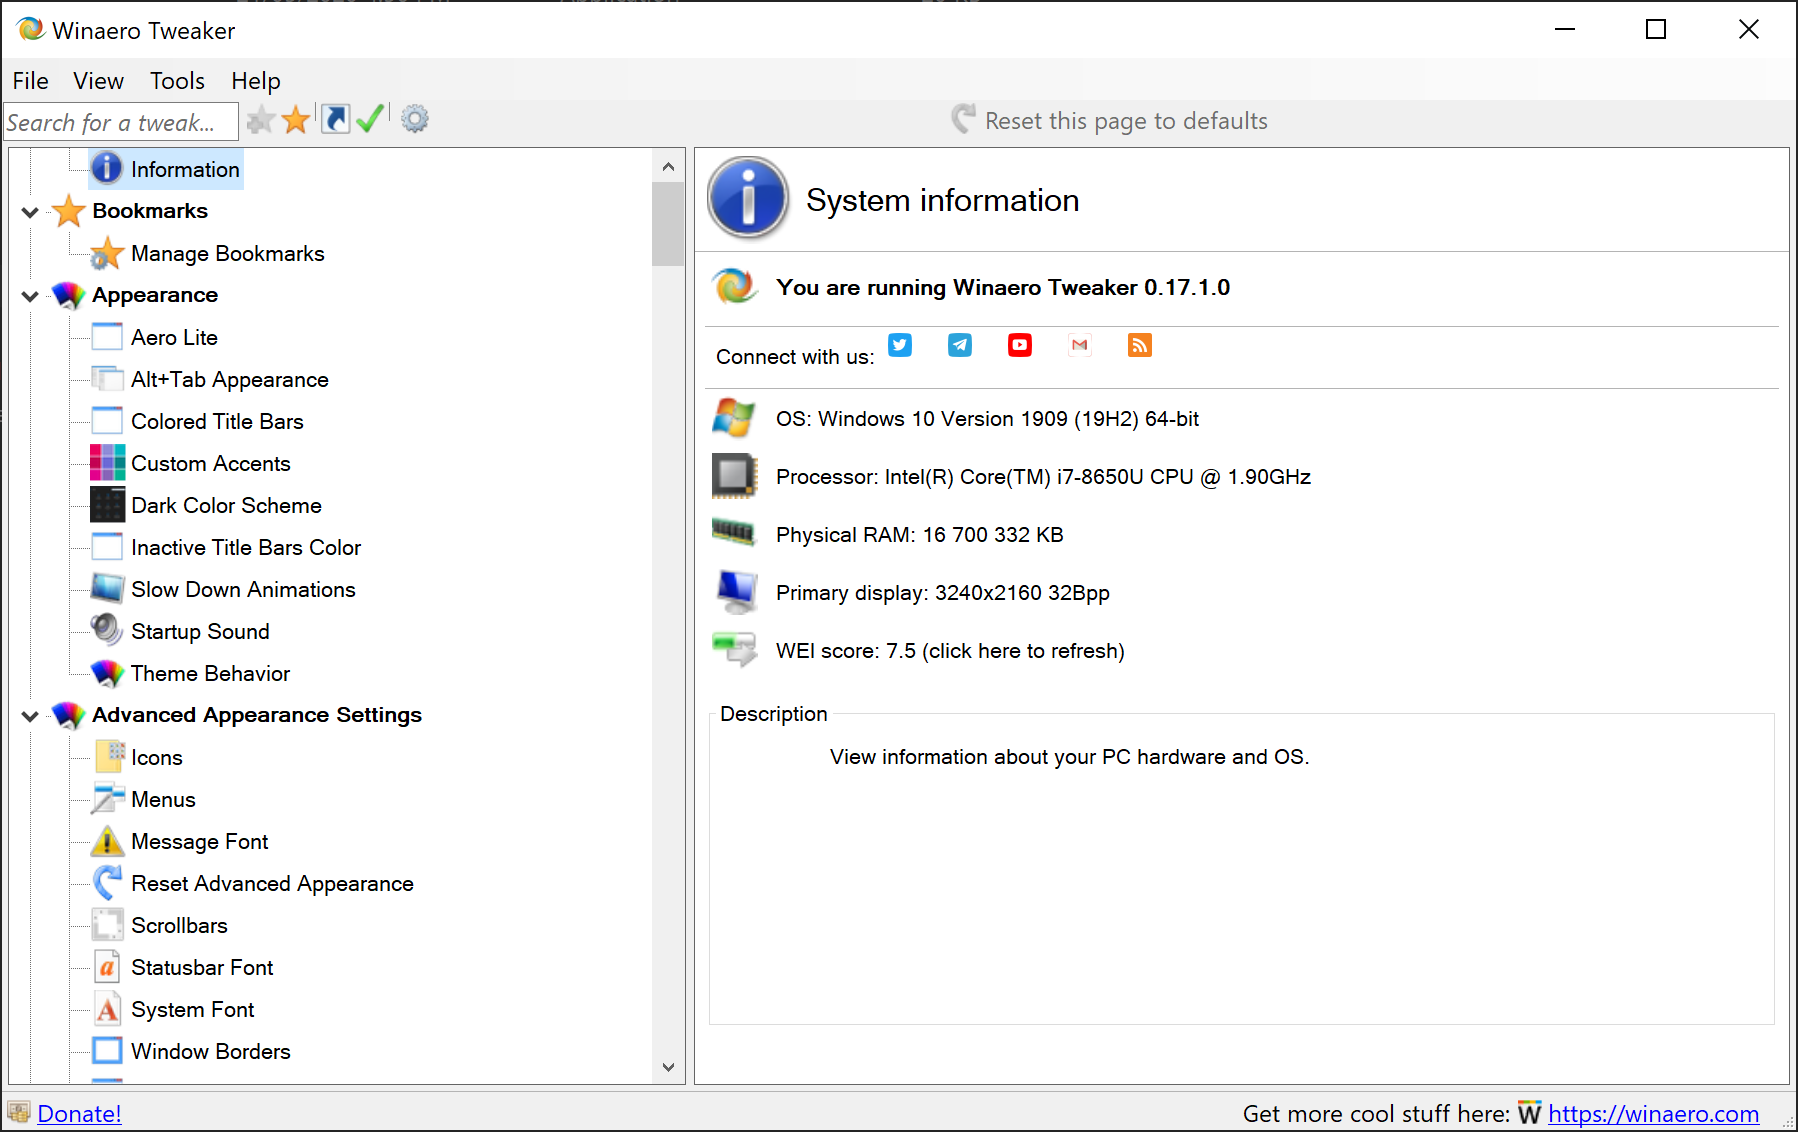 Winaero Tweaker
File View Tools Help
Search for a tweak...
Reset this page to defaults
Information
Bookmarks
Manage Bookmarks
Appearance
Aero Lite
Alt+Tab Appearance
Colored Title Bars
Custom Accents
Dark Color Scheme
Inactive Title Bars Color
Slow Down Animations
Startup Sound
Theme Behavior
Advanced Appearance Settings
Icons
Menus
Message Font
Reset Advanced Appearance
Scrollbars
Statusbar Font
System Font
Window Borders
System information
You are running Winaero Tweaker 0.17.1.0
Connect with us:
OS: Windows 10 Version 1909 (19H2) 64-bit
Processor: Intel(R) Core(TM) i7-8650U CPU @ 1.90GHz
Physical RAM: 16 700 332 KB
Primary display: 3240x2160 32Bpp
WEI score: 7.5 (click here to refresh)
Description
View information about your PC hardware and OS.
Donate!
Get more cool stuff here: W https://winaero.com